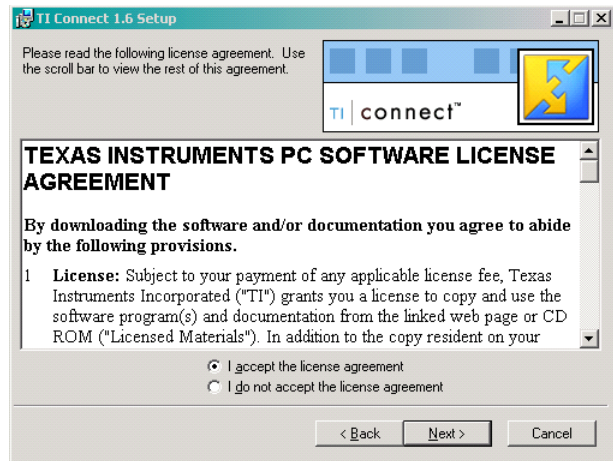 TI Connect 1.6 Setup
Please read the following license agreement. Use
the scroll bar to view the rest of this agreement.
TI connect™
TEXAS INSTRUMENTS PC SOFTWARE LICENSE
AGREEMENT
By downloading the software and/or documentation you agree to abide
by the following provisions.
1 License: Subject to your payment of any applicable license fee, Texas
Instruments Incorporated ("TI") grants you a license to copy and use the
software program(s) and documentation from the linked web page or CD
ROM ("Licensed Materials"). In addition to the copy resident on your
I accept the license agreement
I do not accept the license agreement
< Back Next > Cancel